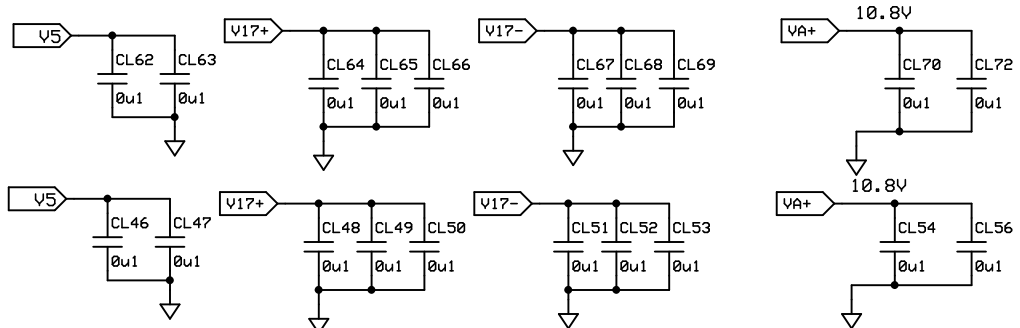 10.8V
V5
V17+
V17-
VA+
CL62
CL63
CL64
CL65
CL66
CL67
CL68
CL69
CL70
CL72
0u1
0u1
0u1
0u1
0u1
0u1
0u1
0u1
0u1
0u1
10.8V
V5
V17+
V17-
VA+
CL46
CL47
CL48
CL49
CL50
CL51
CL52
CL53
CL54
CL56
0u1
0u1
0u1
0u1
0u1
0u1
0u1
0u1
0u1
0u1